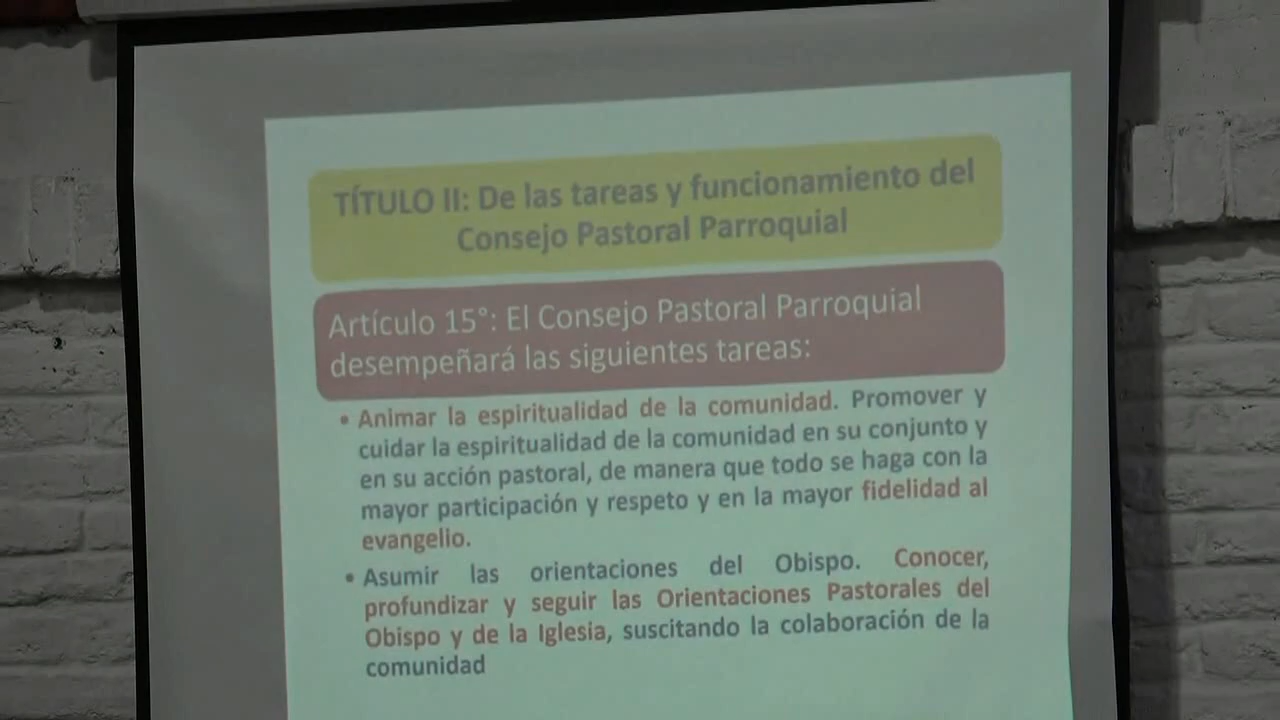 TÍTULO II: De las tareas y funcionamiento del
Consejo Pastoral Parroquial
Artículo 15°: El Consejo Pastoral Parroquial
desempeñará las siguientes tareas:
• Animar la espiritualidad de la comunidad. Promover y
cuidar la espiritualidad de la comunidad en su conjunto y
en su acción pastoral, de manera que todo se haga con la
mayor participación y respeto y en la mayor fidelidad al
evangelio.
• Asumir las orientaciones del Obispo. Conocer,
profundizar y seguir las Orientaciones Pastorales del
Obispo y de la Iglesia, suscitando la colaboración de la
comunidad